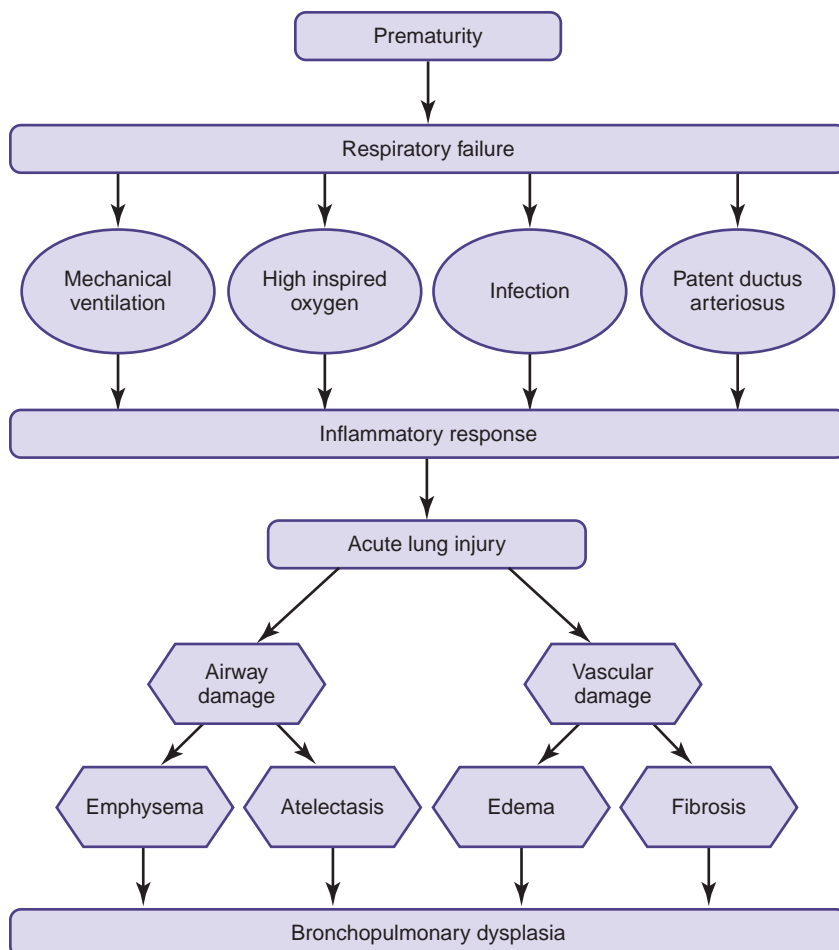 Prematurity
Respiratory failure
Mechanical
ventilation
High inspired
oxygen
Infection
Patent ductus
arteriosus
Inflammatory response
Acute lung injury
Airway
damage
Vascular
damage
Emphysema
Atelectasis
Edema
Fibrosis
Bronchopulmonary dysplasia